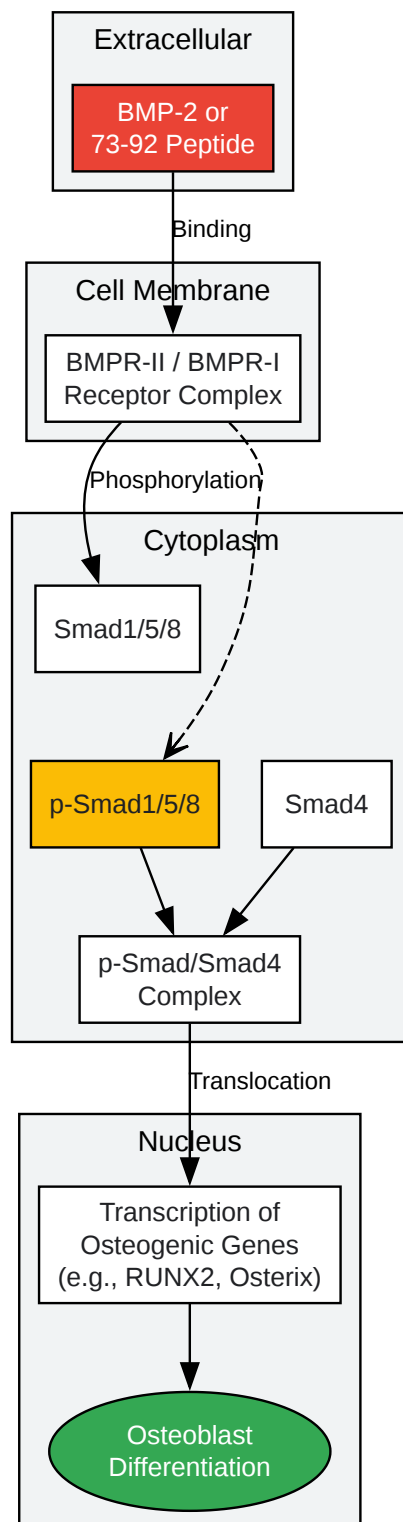 Extracellular
BMP-2 or
73-92 Peptide
Binding
Cell Membrane
BMPR-II / BMPR-I
Receptor Complex
Phosphorylation
Cytoplasm
Smad1/5/8
p-Smad1/5/8
Smad4
p-Smad/Smad4
Complex
Translocation
Nucleus
Transcription of
Osteogenic Genes
(e.g., RUNX2, Osterix)
Osteoblast
Differentiation